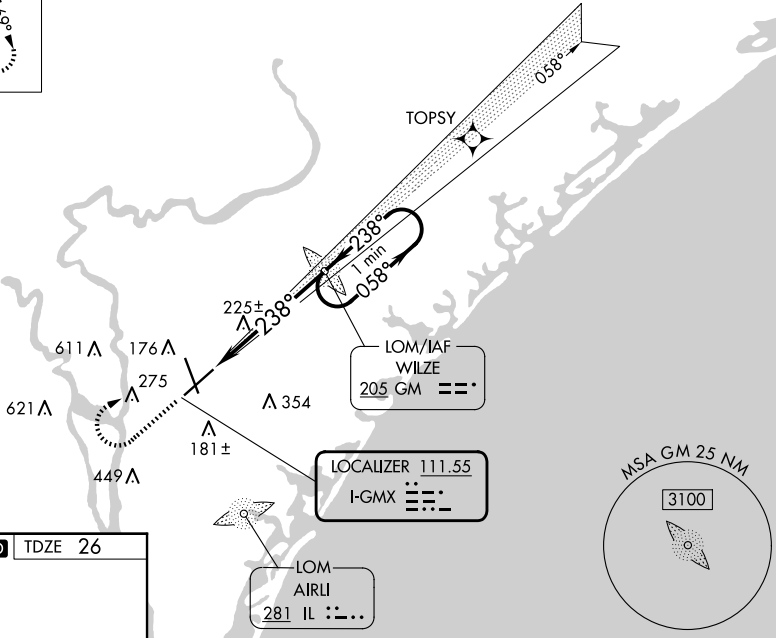 058°
TOPSY
238°
1 min
058°
238°
225±
611
176
275
621
354
181±
449
LOM/IAF
WILZE
205 GM
LOCALIZER 111.55
I-GMX
LOM
AIRLI
281 IL
MSA GM 25 NM
3100
TDZE 26